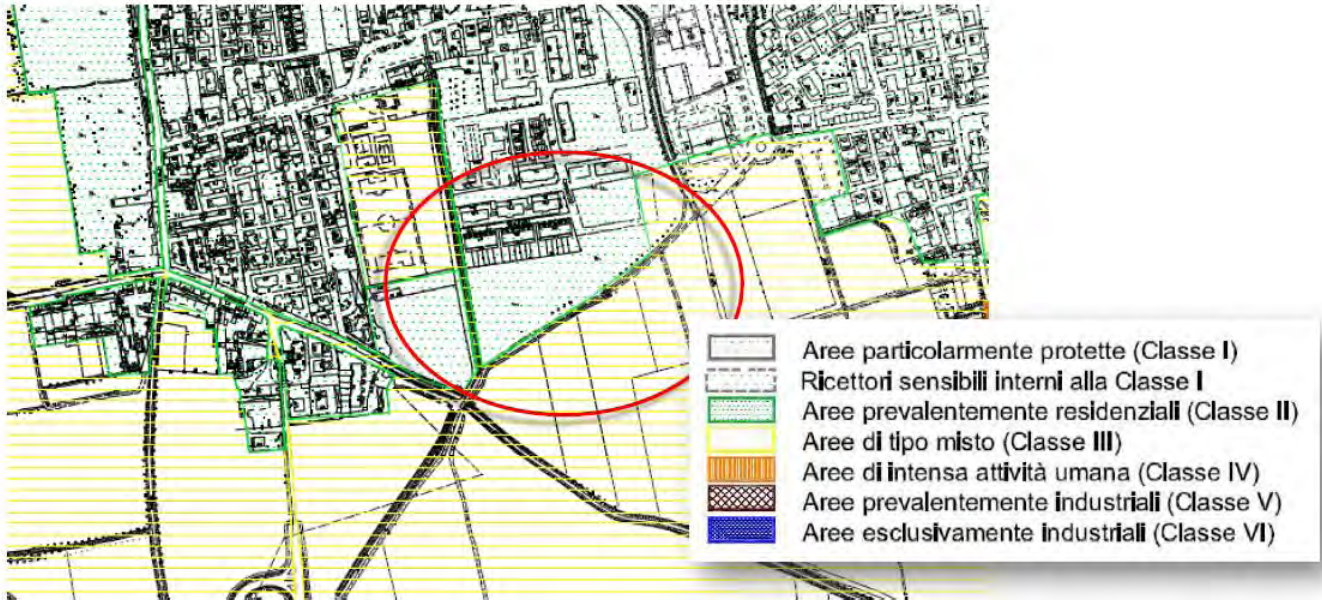 Aree particolarmente protette (Classe I)
Ricettori sensibili interni alla Classe I
Aree prevalentemente residenziali (Classe II)
Aree di tipo misto (Classe III)
Aree di intensa attività umana (Classe IV)
Aree prevalentemente industriali (Classe V)
Aree esclusivamente industriali (Classe VI)